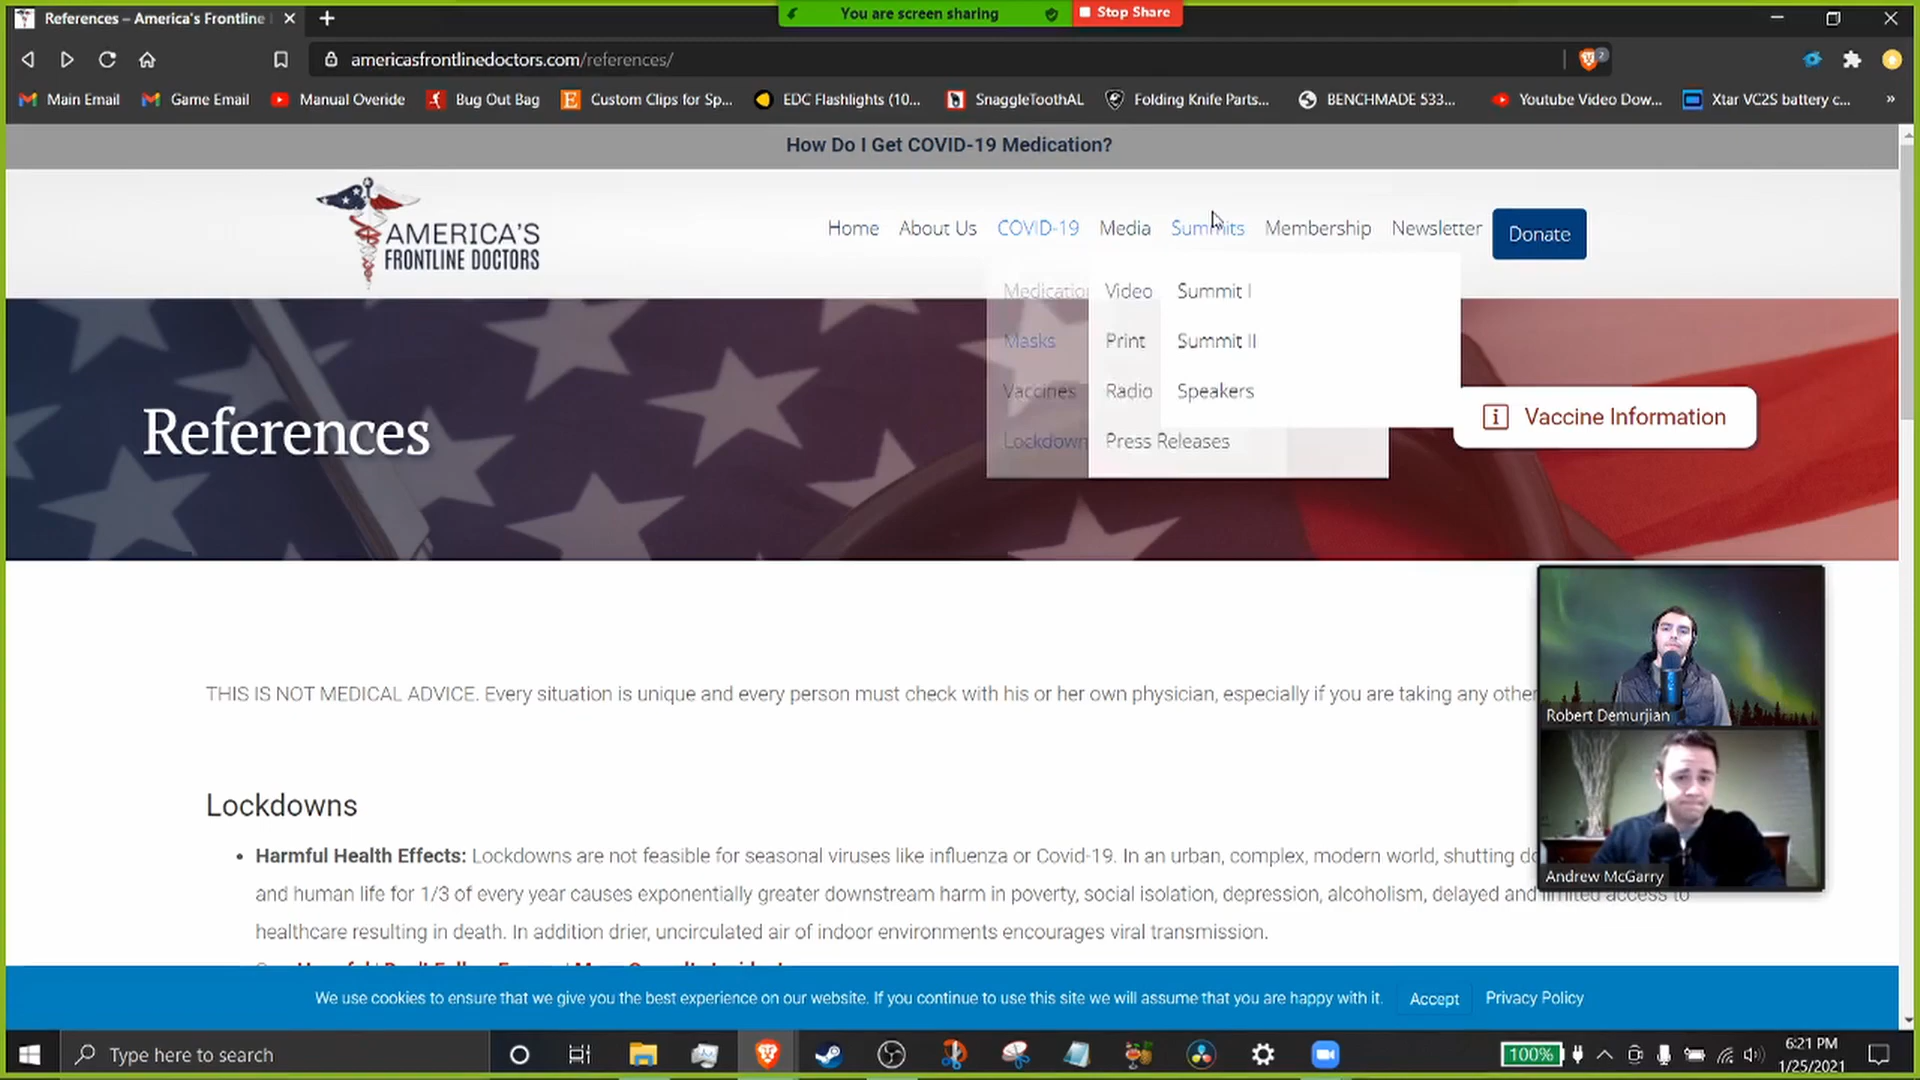 References – America's Frontline
You are screen sharing
Stop Share
americasfrontlinedoctors.com/references/
2
Main Email
Game Email
Manual Overide
Bug Out Bag
Custom Clips for Sp...
EDC Flashlights (10...
SnaggleToothAL
Folding Knife Parts...
BENCHMADE 533...
Youtube Video Dow...
Xtar VC2S battery c...
»
How Do I Get COVID-19 Medication?
AMERICA'S
FRONTLINE DOCTORS
Home
About Us
COVID-19
Media
Summits
Membership
Newsletter
Donate
Medication
Video
Summit I
Masks
Print
Summit II
Vaccines
Radio
Speakers
Lockdown
Press Releases
Vaccine Information
References
THIS IS NOT MEDICAL ADVICE. Every situation is unique and every person must check with his or her own physician, especially if you are taking any other
Robert Demurjian
Andrew McGarry
Lockdowns
• Harmful Health Effects: Lockdowns are not feasible for seasonal viruses like influenza or Covid-19. In an urban, complex, modern world, shutting do
and human life for 1/3 of every year causes exponentially greater downstream harm in poverty, social isolation, depression, alcoholism, delayed and limited access to
healthcare resulting in death. In addition drier, uncirculated air of indoor environments encourages viral transmission.
We use cookies to ensure that we give you the best experience on our website. If you continue to use this site we will assume that you are happy with it.
Accept
Privacy Policy
Type here to search
100%
6:21 PM
1/25/2021